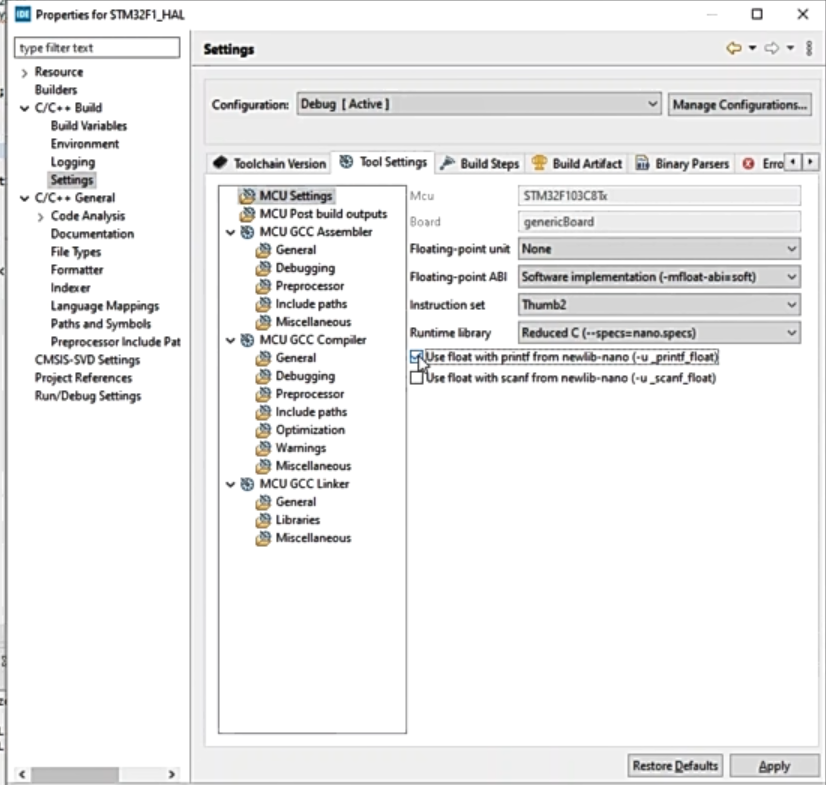 IDE Properties for STM32F1_HAL
type filter text
Resource
Builders
C/C++ Build
Build Variables
Environment
Logging
Settings
C/C++ General
Code Analysis
Documentation
File Types
Formatter
Indexer
Language Mappings
Paths and Symbols
Preprocessor Include Pat
CMSIS-SVD Settings
Project References
Run/Debug Settings
Settings
Configuration: Debug [ Active ] Manage Configurations...
Toolchain Version Tool Settings Build Steps Build Artifact Binary Parsers Erro
MCU Settings
MCU Post build outputs
MCU GCC Assembler
General
Debugging
Preprocessor
Include paths
Miscellaneous
MCU GCC Compiler
General
Debugging
Preprocessor
Include paths
Optimization
Warnings
Miscellaneous
MCU GCC Linker
General
Libraries
Miscellaneous
Mcu STM32F103C8Tx
Board genericBoard
Floating-point unit None
Floating-point ABI Software implementation (-mfloat-abi=soft)
Instruction set Thumb2
Runtime library Reduced C (--specs=nano.specs)
Use float with printf from newlib-nano (-u _printf_float)
Use float with scanf from newlib-nano (-u _scanf_float)
Restore Defaults Apply